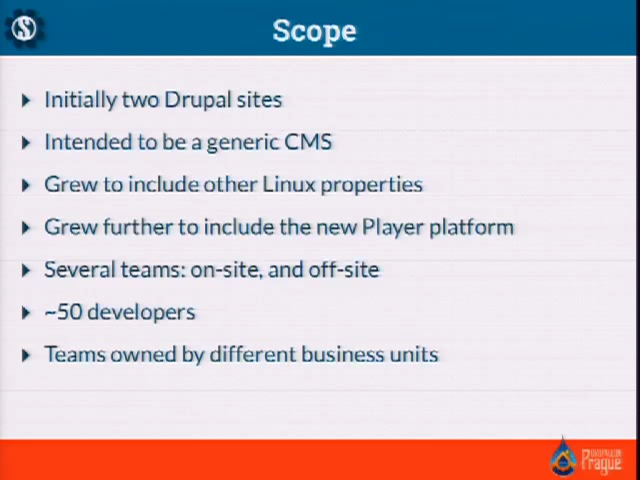 Scope
Initially two Drupal sites
Intended to be a generic CMS
Grew to include other Linux properties
Grew further to include the new Player platform
Several teams: on-site, and off-site
~50 developers
Teams owned by different business units
Prague